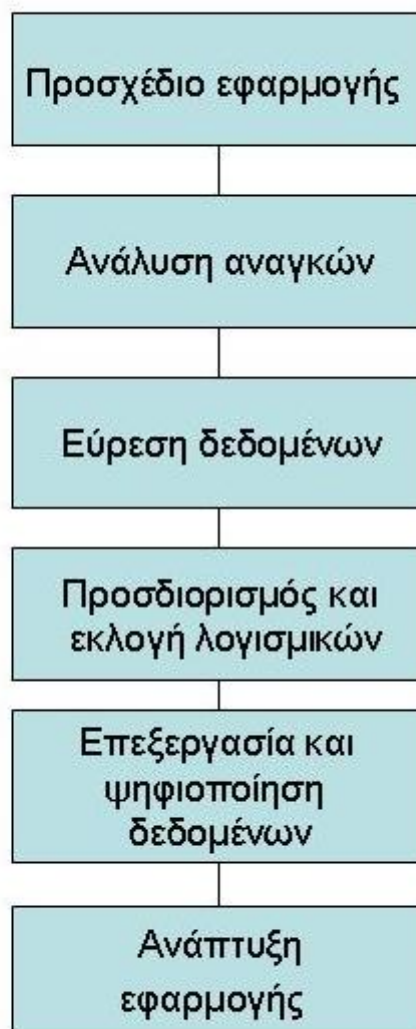 Προσχέδιο εφαρμογής
Ανάλυση αναγκών
Εύρεση δεδομένων
Προσδιορισμός και
εκλογή λογισμικών
Επεξεργασία και
ψηφιοποίηση
δεδομένων
Ανάπτυξη
εφαρμογής